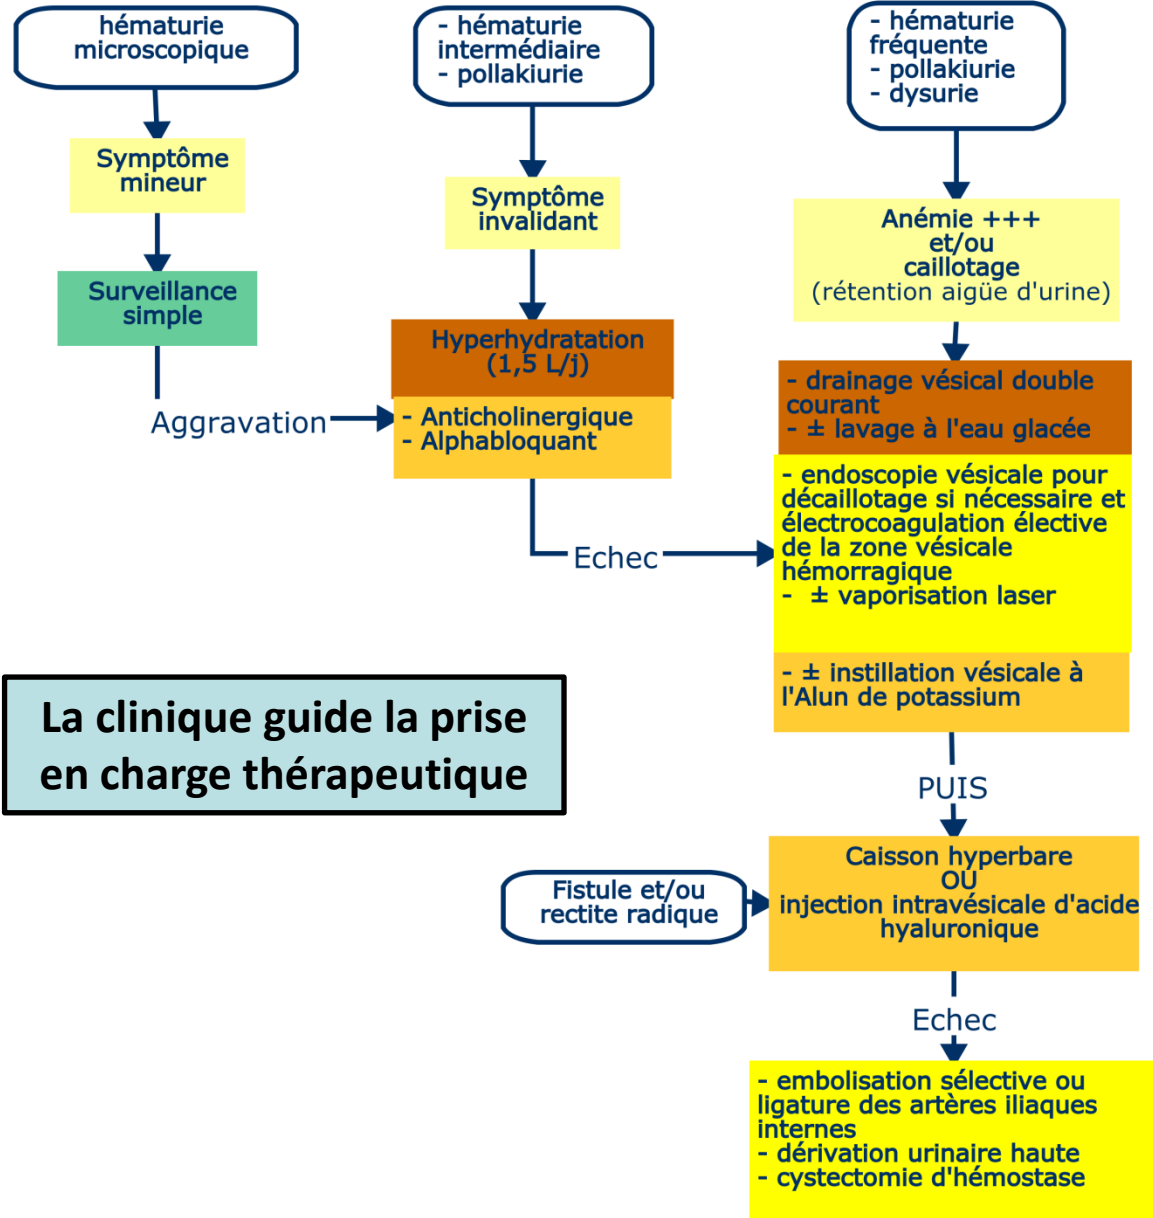 hématurie
microscopique
Symptôme
mineur
Surveillance
simple
Aggravation
- hématurie
intermédiaire
- pollakiurie
Symptôme
invalidant
Hyperhydratation
(1,5 L/j)
- Anticholinergique
- Alphabloquant
Echec
- hématurie
fréquente
- pollakiurie
- dysurie
Anémie +++
et/ou
caillotage
(rétention aigüe d'urine)
- drainage vésical double
courant
- ± lavage à l'eau glacée
- endoscopie vésicale pour
décaillotage si nécessaire et
électrocoagulation élective
de la zone vésicale
hémorragique
- ± vaporisation laser
- ± instillation vésicale à
l'Alun de potassium
La clinique guide la prise
en charge thérapeutique
PUIS
Fistule et/ou
rectite radique
Caisson hyperbare
OU
injection intravésicale d'acide
hyaluronique
Echec
- embolisation sélective ou
ligature des artères iliaques
internes
- dérivation urinaire haute
- cystectomie d'hémostase